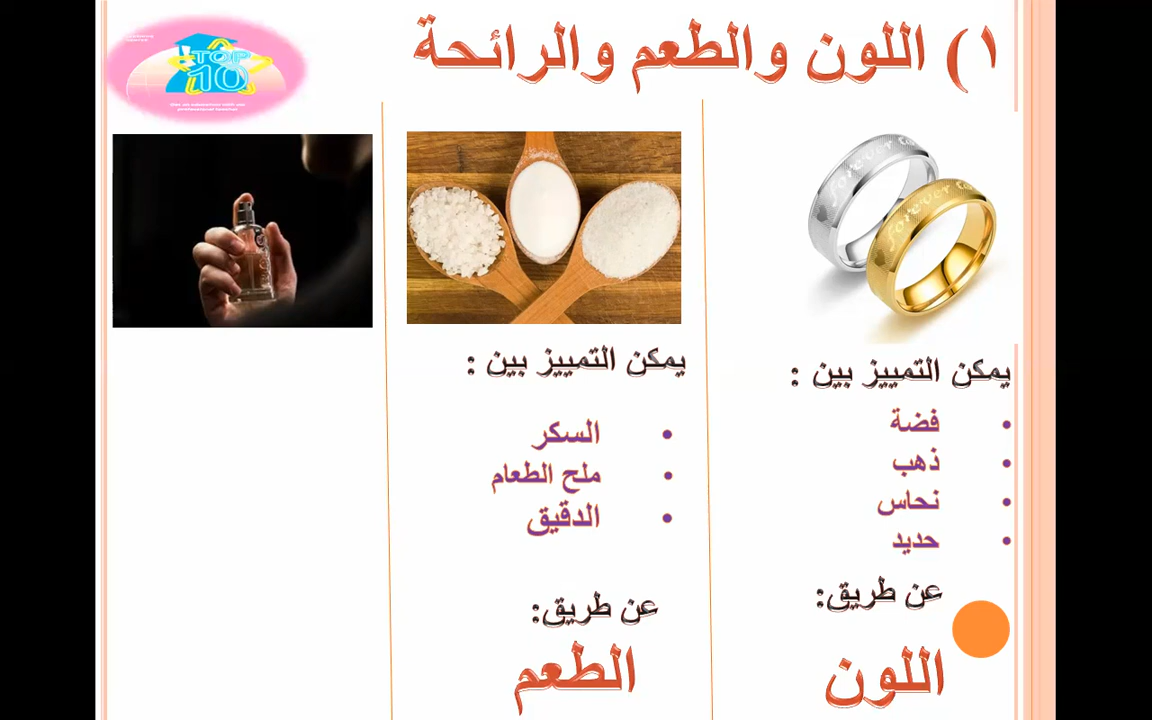 ١) اللون والطعم والرائحة
TOP
10
يمكن التمييز بين :
• فضة
• ذهب
• نحاس
• حديد
عن طريق:
اللون
يمكن التمييز بين :
• السكر
• ملح الطعام
• الدقيق
عن طريق:
الطعم